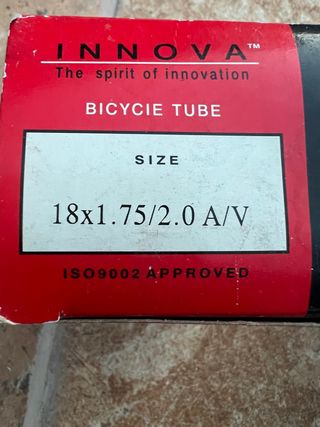 INNOVA™
The spirit of innovation
BICYCIE TUBE
SIZE
18x1.75/2.0 A/V
ISO9002 APPROVED